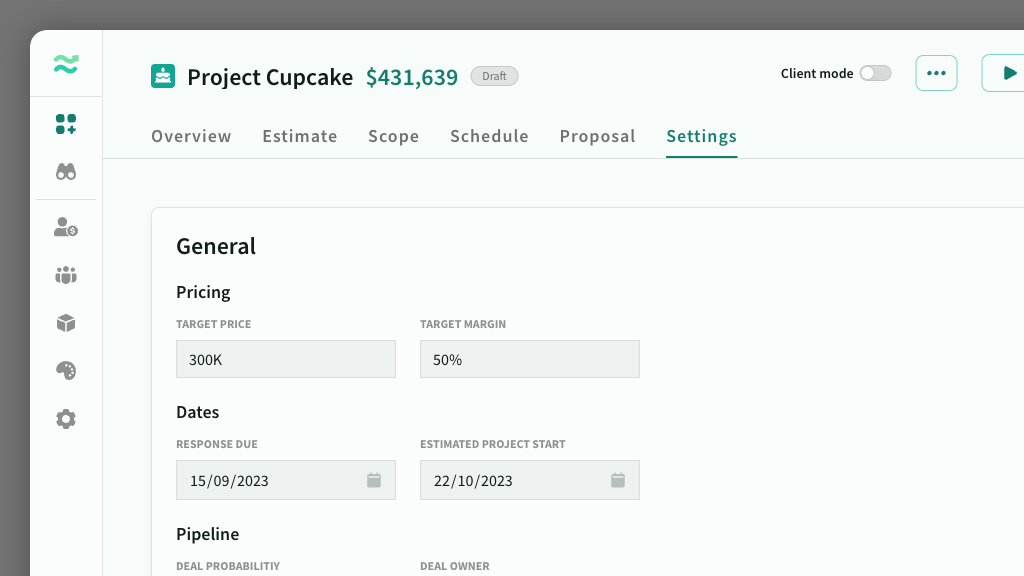 Project Cupcake $431,639 Draft
Client mode
Overview Estimate Scope Schedule Proposal Settings
General
Pricing
TARGET PRICE TARGET MARGIN
300K 50%
Dates
RESPONSE DUE ESTIMATED PROJECT START
15/09/2023 22/10/2023
Pipeline
DEAL PROBABILITIY DEAL OWNER